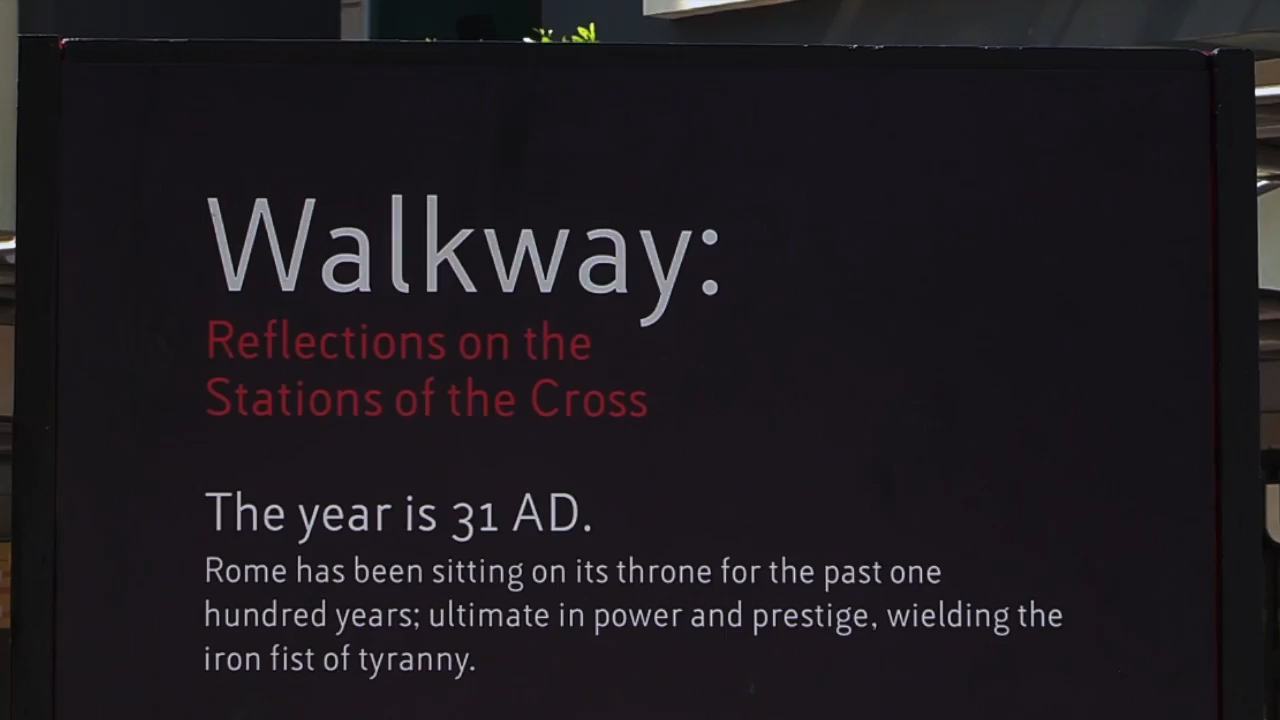 Walkway:
Reflections on the
Stations of the Cross
The year is 31 AD.
Rome has been sitting on its throne for the past one
hundred years; ultimate in power and prestige, wielding the
iron fist of tyranny.